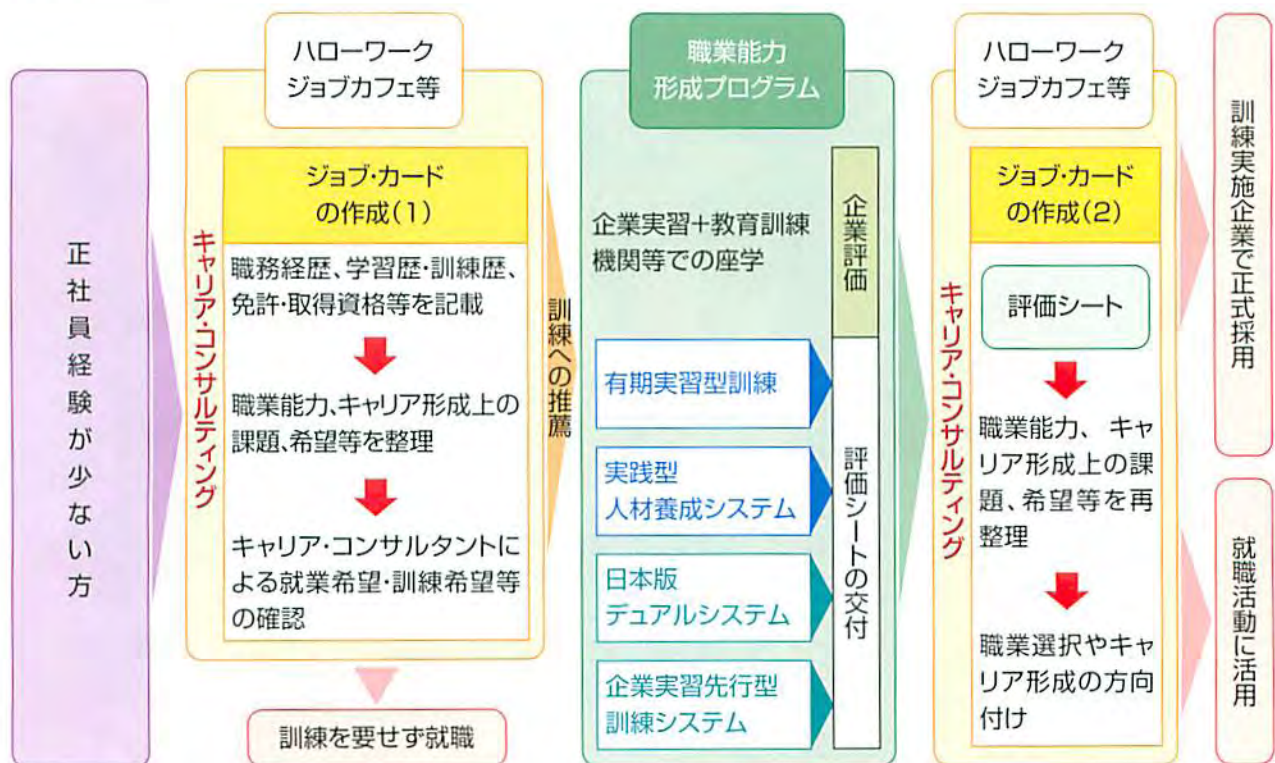 正社員経験が少ない方
ハローワーク
ジョブカフェ等
キャリア・コンサルティング
ジョブ・カード
の作成(1)
職務経歴、学習歴・訓練歴、
免許・取得資格等を記載
職業能力、キャリア形成上の
課題、希望等を整理
キャリア・コンサルタントに
よる就業希望・訓練希望等
の確認
訓練を要せず就職
訓練への推薦
職業能力
形成プログラム
企業実習+教育訓練
機関等での座学
企業評価
有期実習型訓練
実践型
人材養成システム
日本版
デュアルシステム
企業実習先行型
訓練システム
評価シートの交付
ハローワーク
ジョブカフェ等
キャリア・コンサルティング
ジョブ・カード
の作成(2)
評価シート
職業能力、キャ
リア形成上の課
題、希望等を再
整理
職業選択やキャ
リア形成の方向
付け
訓練実施企業で正式採用
就職活動に活用